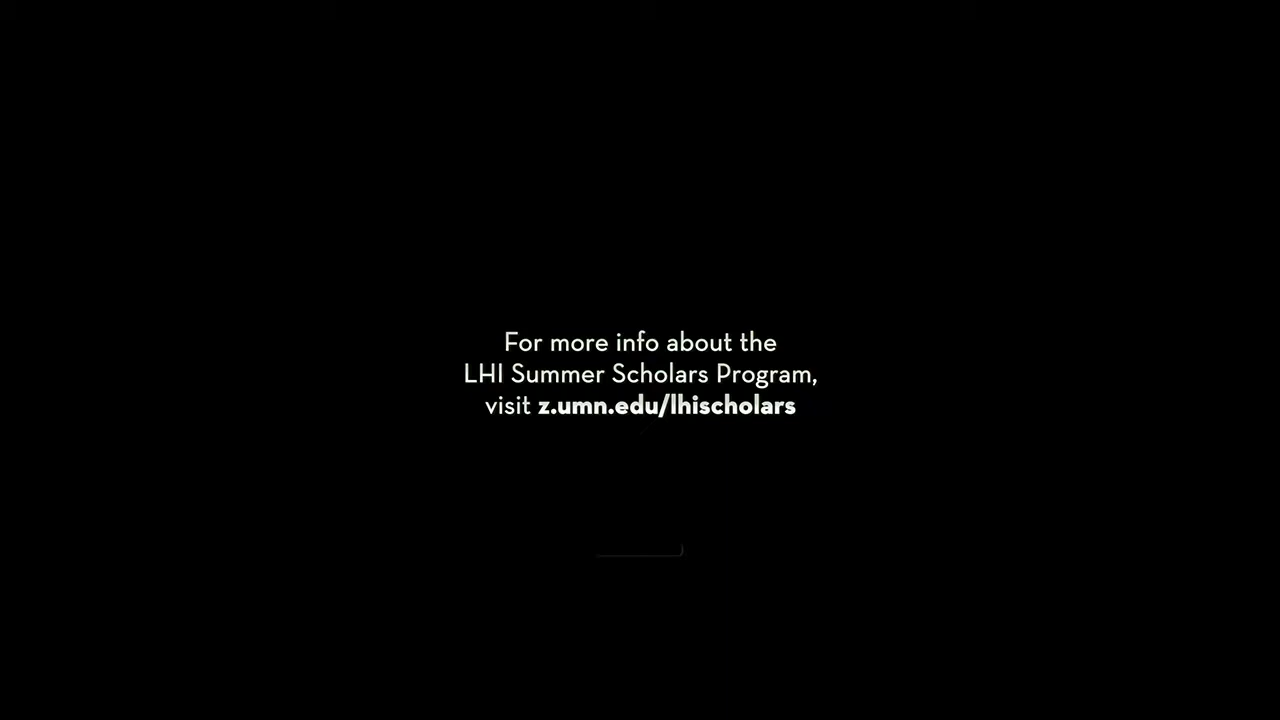 For more info about the
LHI Summer Scholars Program,
visit z.umn.edu/lhischolars